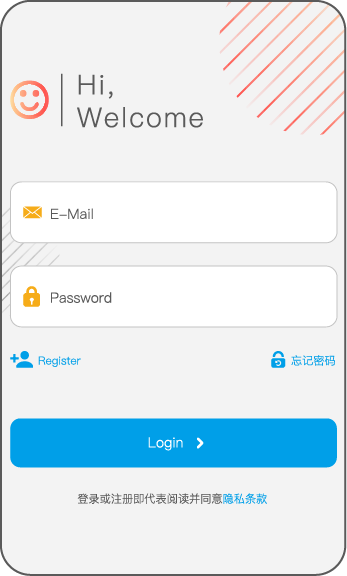 Hi,
Welcome
E-Mail
Password
Register
忘记密码
Login
登录或注册即代表阅读并同意隐私条款